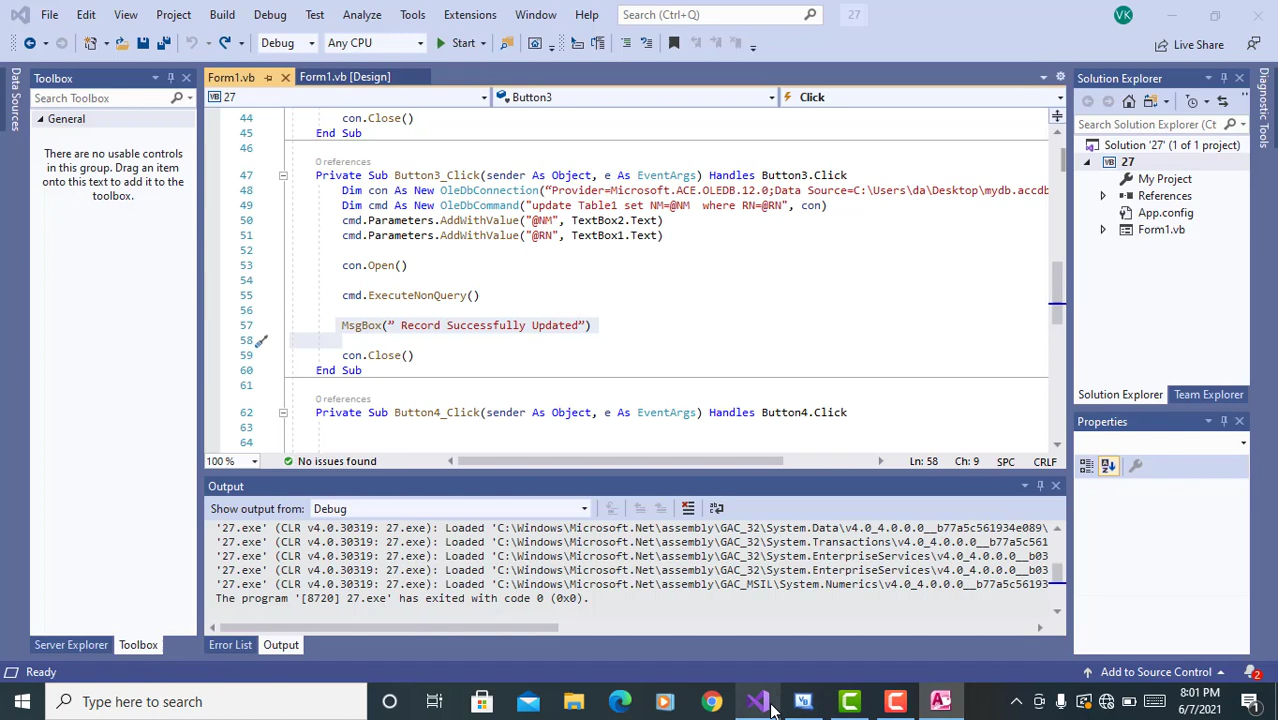 File Edit View Project Build Debug Test Analyze Tools Extensions Window Help Search Solution (Ctrl+Q... 27 VK
Debug Any CPU Start Live Share
Data Sources
Toolbox
Search Toolbox
General
There are no usable controls
in this group. Drag an item
onto this text to add it to the
toolbox.
Server Explorer Toolbox
Form1.vb Form1.vb [Design]
27 Button3 Click
44 con.Close()
45 End Sub
46
0 references
47 Private Sub Button3_Click(sender As Object, e As EventArgs) Handles Button3.Click
48 Dim con As New OleDbConnection(“Provider=Microsoft.ACE.OLEDB.12.0;Data Source=C:\Users\da\Desktop\mydb.accdb
49 Dim cmd As New OleDbCommand("update Table1 set NM=@NM where RN=@RN", con)
50 cmd.Parameters.AddWithValue("@NM", TextBox2.Text)
51 cmd.Parameters.AddWithValue("@RN", TextBox1.Text)
52
53 con.Open()
54
55 cmd.ExecuteNonQuery()
56
57 MsgBox(” Record Successfully Updated”)
58
59 con.Close()
60 End Sub
61
0 references
62 Private Sub Button4_Click(sender As Object, e As EventArgs) Handles Button4.Click
63
64
100 % No issues found Ln: 58 Ch: 9 SPC CRLF
Output
Show output from: Debug
'27.exe' (CLR v4.0.30319: 27.exe): Loaded 'C:\Windows\Microsoft.Net\assembly\GAC_32\System.Data\v4.0_4.0.0.0__b77a5c561934e089\
'27.exe' (CLR v4.0.30319: 27.exe): Loaded 'C:\Windows\Microsoft.Net\assembly\GAC_32\System.Transactions\v4.0_4.0.0.0__b77a5c561
'27.exe' (CLR v4.0.30319: 27.exe): Loaded 'C:\Windows\Microsoft.Net\assembly\GAC_32\System.EnterpriseServices\v4.0_4.0.0.0__b03
'27.exe' (CLR v4.0.30319: 27.exe): Loaded 'C:\Windows\Microsoft.Net\assembly\GAC_32\System.EnterpriseServices\v4.0_4.0.0.0__b03
'27.exe' (CLR v4.0.30319: 27.exe): Loaded 'C:\Windows\Microsoft.Net\assembly\GAC_MSIL\System.Numerics\v4.0_4.0.0.0__b77a5c56193
The program '[8720] 27.exe' has exited with code 0 (0x0).
Error List Output
Solution Explorer
Search Solution Explorer (Ct
Solution '27' (1 of 1 project)
27
My Project
References
App.config
Form1.vb
Solution Explorer Team Explorer
Properties
Diagnostic Tools
Ready Add to Source Control 2
Type here to search 8:01 PM
6/7/2021 1